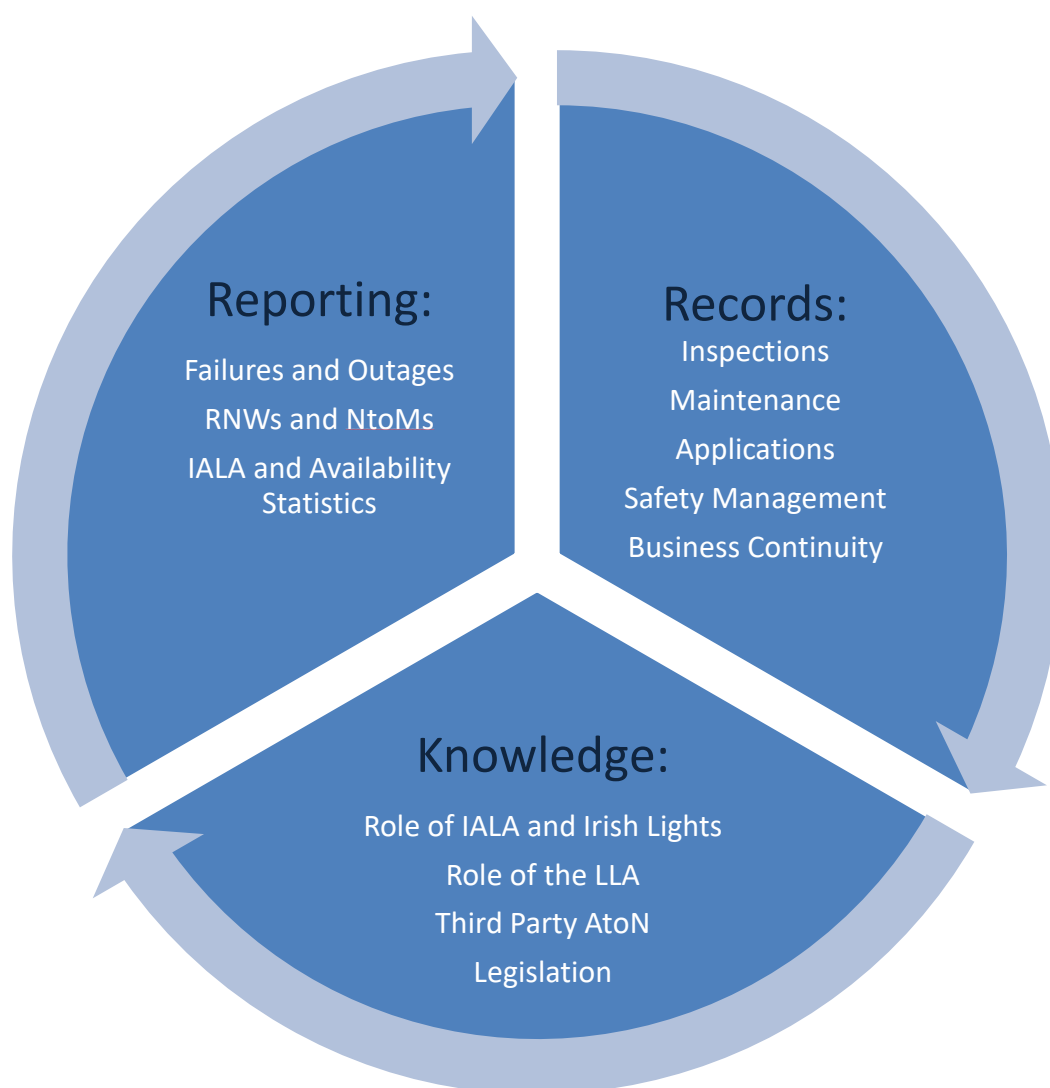 Reporting:
Failures and Outages
RNWs and NtoMs
IALA and Availability
Statistics
Records:
Inspections
Maintenance
Applications
Safety Management
Business Continuity
Knowledge:
Role of IALA and Irish Lights
Role of the LLA
Third Party AtoN
Legislation